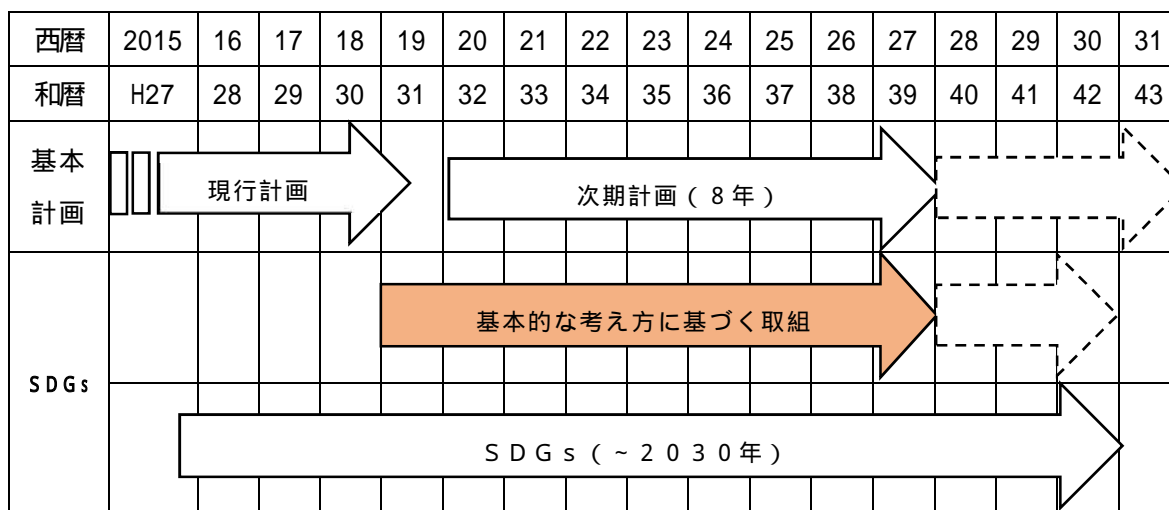 西暦 2015 16 17 18 19 20 21 22 23 24 25 26 27 28 29 30 31
和暦 H27 28 29 30 31 32 33 34 35 36 37 38 39 40 41 42 43
基本
計画
現行計画
次期計画(8年)
基本的な考え方に基づく取組
SDGs
SDGs(~2030年)